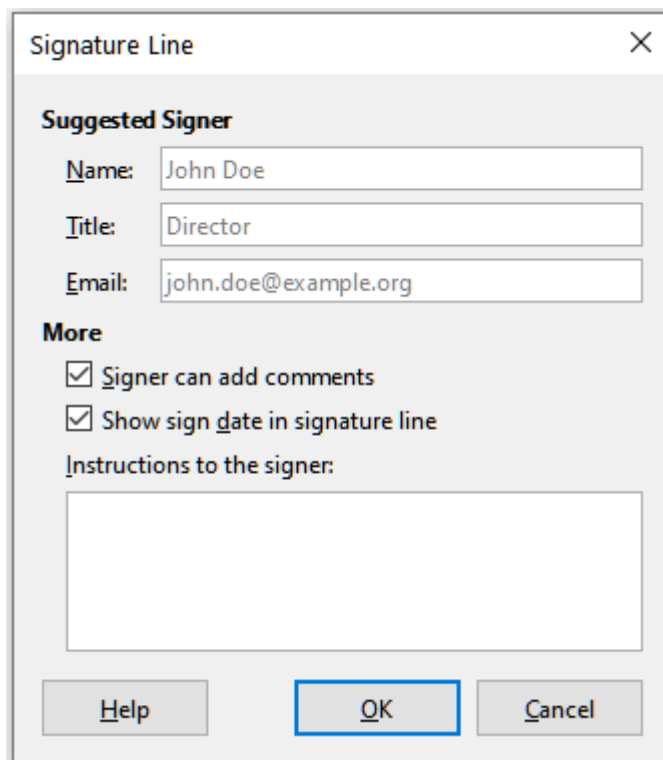 Signature Line
Suggested Signer
Name: John Doe
Title: Director
Email: john.doe@example.org
More
Signer can add comments
Show sign date in signature line
Instructions to the signer:
Help OK Cancel